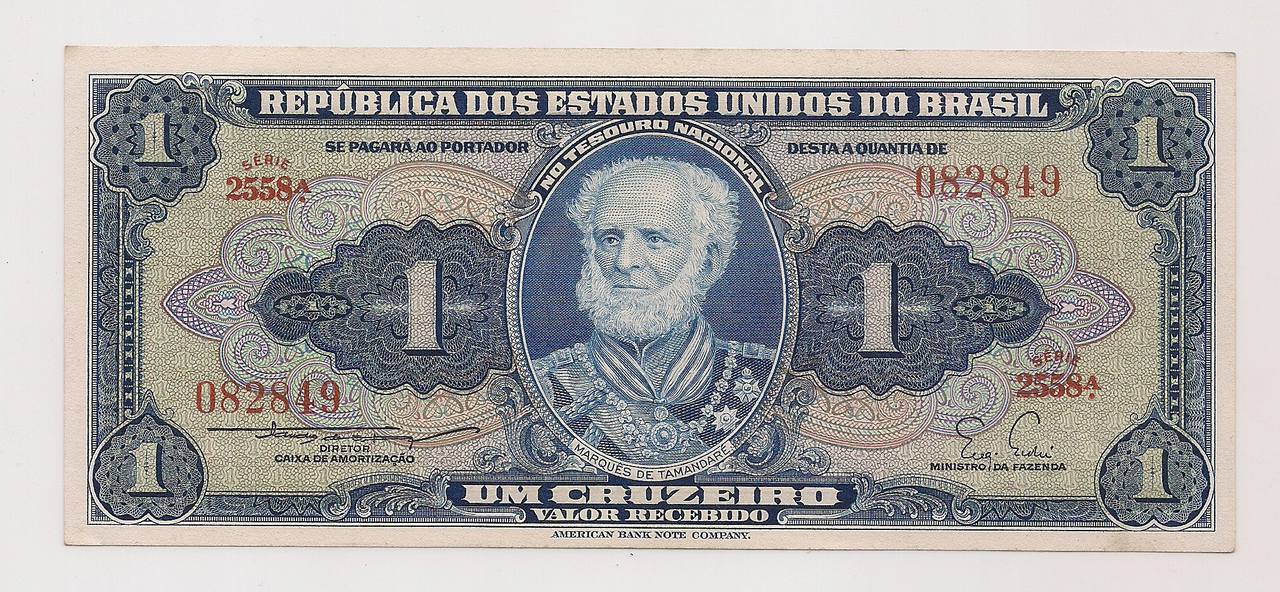 REPÚBLICA DOS ESTADOS UNIDOS DO BRASIL
1
1
SE PAGARÁ AO PORTADOR
NO TESOURO NACIONAL
DESTA A QUANTIA DE
SÉRIE
2558A.
082849
1
1
1
1
SÉRIE
2558A.
082849
DIRETOR
CAIXA DE AMORTIZAÇÃO
MARQUÊS DE TAMANDARÉ
MINISTRO DA FAZENDA
1
1
UM CRUZEIRO
VALOR RECEBIDO
AMERICAN BANK NOTE COMPANY.